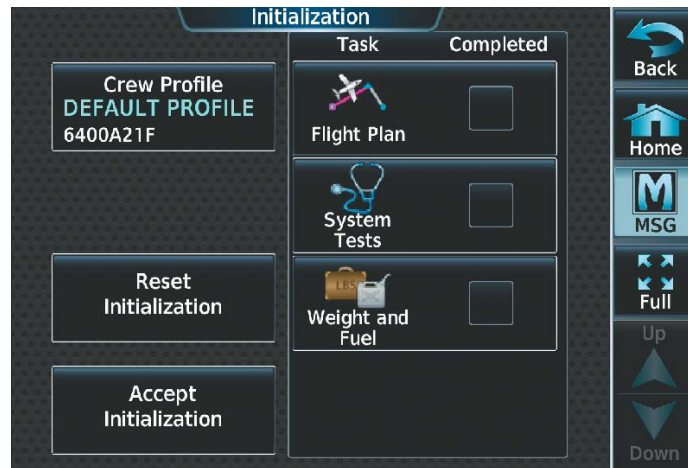 Initialization
Crew Profile
DEFAULT PROFILE
6400A21F
Reset
Initialization
Accept
Initialization
Task Completed
Flight Plan
System
Tests
LBS
Weight and
Fuel
Back
Home
M
MSG
Full
Up
Down